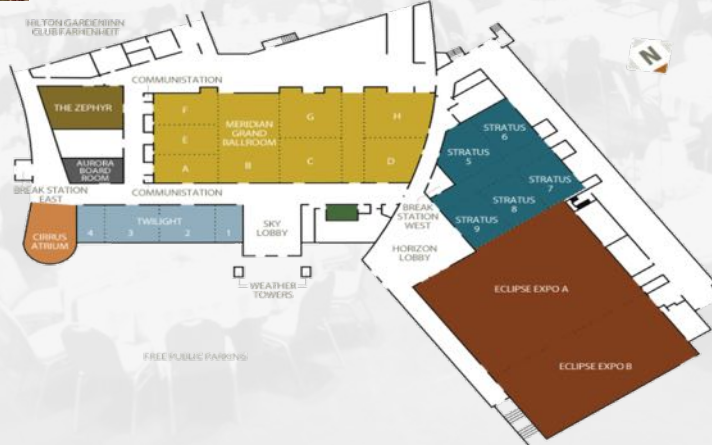 HILTON GARDENINN
CLUB FARHENHEIT
N
COMMUNISTATION
THE ZEPHYR
F
G
H
MERIDIAN
GRAND
BALLROOM
E
A
B
C
D
STRATUS
6
STRATUS
5
STRATUS
7
STRATUS
8
STRATUS
9
AURORA
BOARD
ROOM
BREAK STATION
EAST
COMMUNISTATION
CIRRUS
ATRIUM
TWILIGHT
4
3
2
1
SKY
LOBBY
BREAK
STATION
WEST
HORIZON
LOBBY
WEATHER
TOWERS
ECLIPSE EXPO A
FREE PUBLIC PARKING
ECLIPSE EXPO B